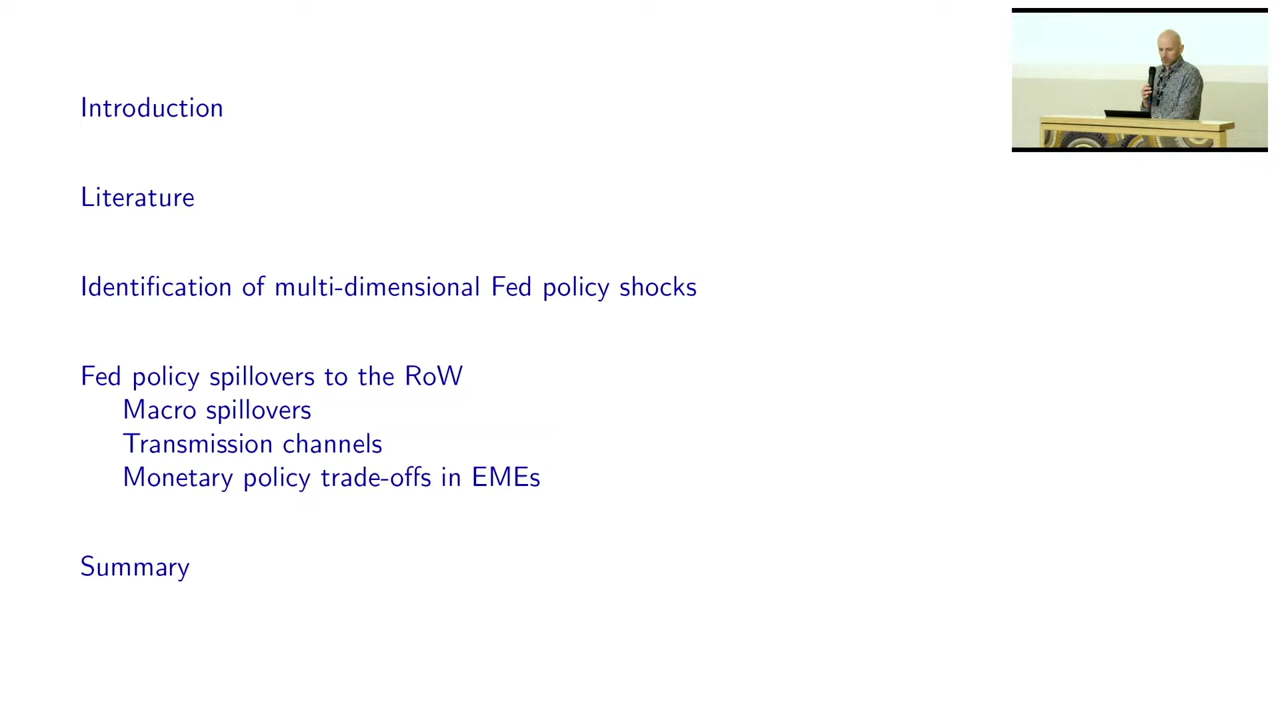 Introduction
Literature
Identification of multi-dimensional Fed policy shocks
Fed policy spillovers to the RoW
Macro spillovers
Transmission channels
Monetary policy trade-offs in EMEs
Summary